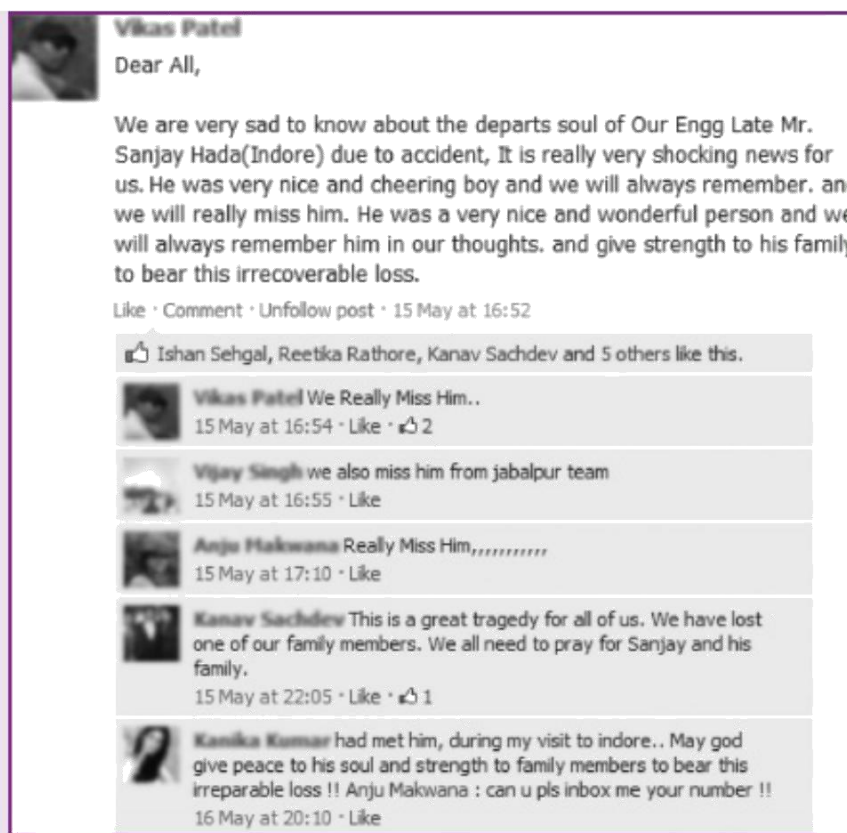 Dear All,
We are very sad to know about the departs soul of Our Engg Late Mr.
Sanjay Hada(Indore) due to accident, It is really very shocking news for
us. He was very nice and cheering boy and we will always remember. an
we will really miss him. He was a very nice and wonderful person and we
will always remember him in our thoughts. and give strength to his family
to bear this irrecoverable loss.
Like · Comment · Unfollow post · 15 May at 16:52
Ishan Sehgal, Reetika Rathore, Kanav Sachdev and 5 others like this.
We Really Miss Him..
15 May at 16:54 · Like · 2
we also miss him from jabalpur team
15 May at 16:55 · Like
Really Miss Him,,,,,,,,,,,
15 May at 17:10 · Like
This is a great tragedy for all of us. We have lost
one of our family members. We all need to pray for Sanjay and his
family.
15 May at 22:05 · Like · 1
had met him, during my visit to indore.. May god
give peace to his soul and strength to family members to bear this
irreparable loss !! Anju Makwana : can u pls inbox me your number !!
16 May at 20:10 · Like